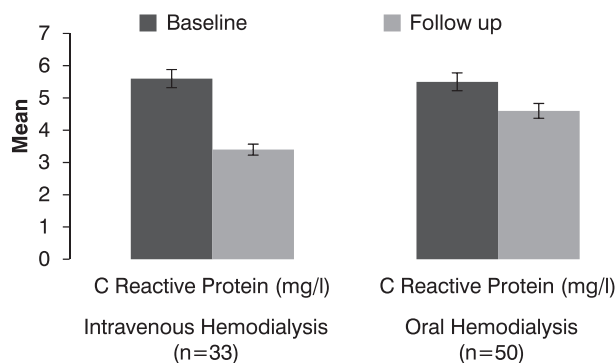 Baseline
Follow up
Mean
7
6
5
4
3
2
1
0
C Reactive Protein (mg/l)
C Reactive Protein (mg/l)
Intravenous Hemodialysis
(n=33)
Oral Hemodialysis
(n=50)